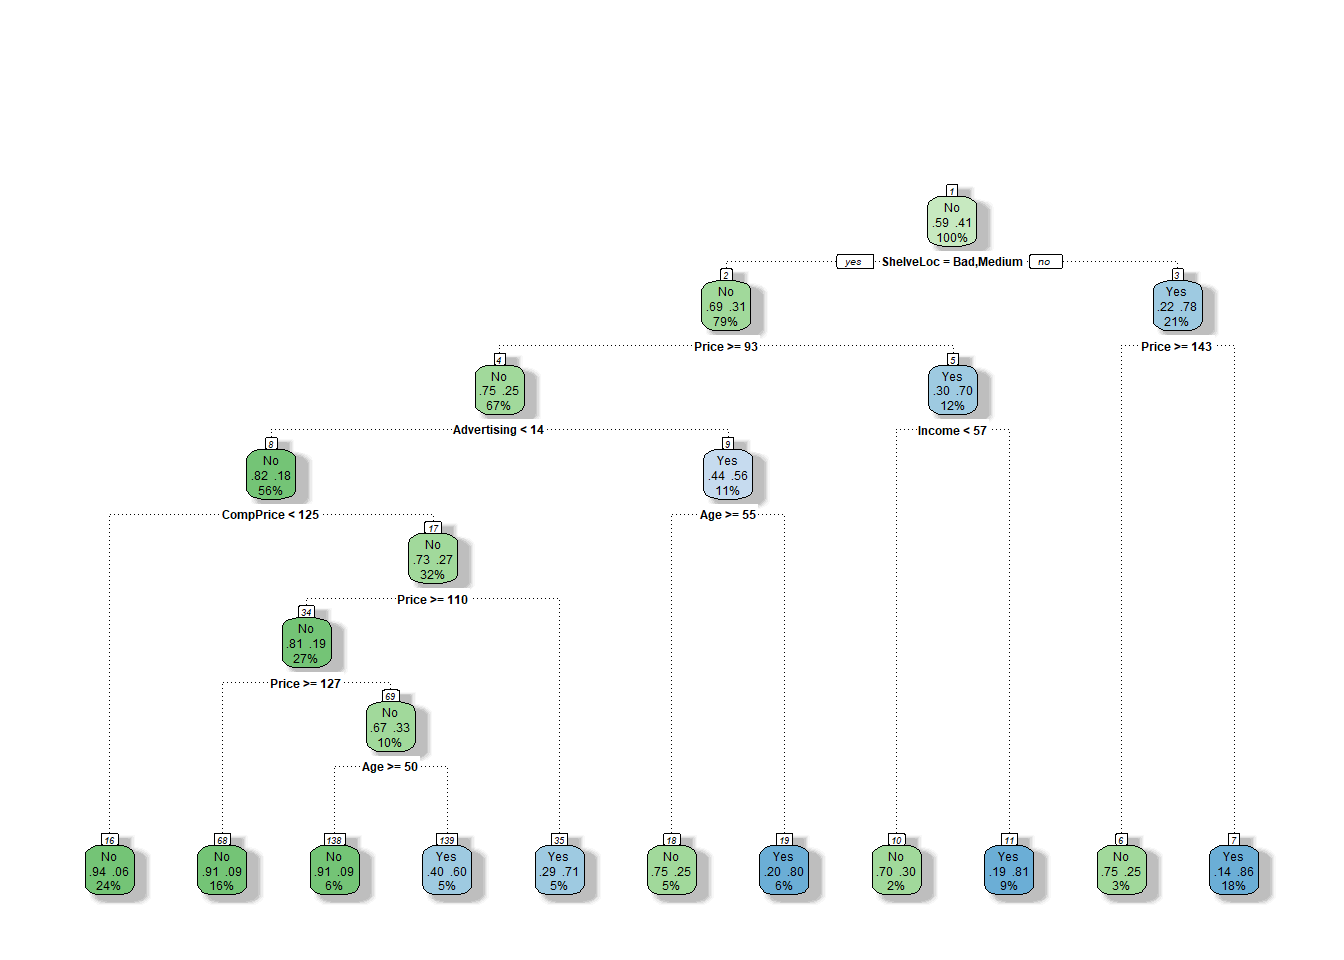 1
No
.59 .41
100%
yes ShelveLoc = Bad,Medium no
2
No
.69 .31
79%
3
Yes
.22 .78
21%
Price >= 93
Price >= 143
4
No
.75 .25
67%
5
Yes
.30 .70
12%
Advertising < 14
Income < 57
8
No
.82 .18
56%
9
Yes
.44 .56
11%
CompPrice < 125
Age >= 55
17
No
.73 .27
32%
Price >= 110
34
No
.81 .19
27%
Price >= 127
69
No
.67 .33
10%
Age >= 50
16
No
.94 .06
24%
68
No
.91 .09
16%
138
No
.91 .09
6%
139
Yes
.40 .60
5%
35
Yes
.29 .71
5%
18
No
.75 .25
5%
19
Yes
.20 .80
6%
10
No
.70 .30
2%
11
Yes
.19 .81
9%
6
No
.75 .25
3%
7
Yes
.14 .86
18%